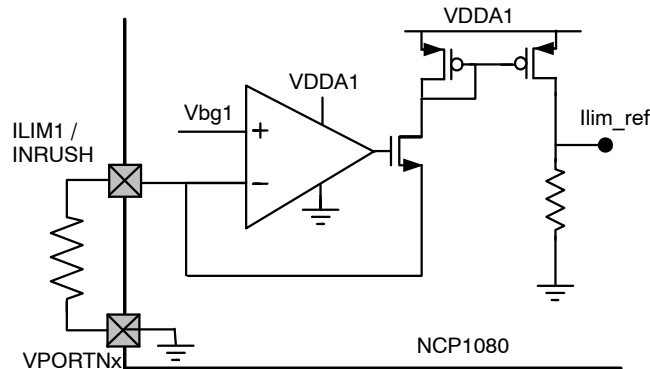 VDDA1
VDDA1
Vbg1
+
Ilim_ref
ILIM1 /
INRUSH
–
VPORTNx
NCP1080